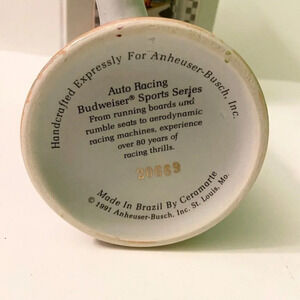 Handcrafted Expressly For Anheuser-Busch, Inc.
Auto Racing
Budweiser® Sports Series
From running boards and
rumble seats to aerodynamic
racing machines, experience
over 80 years of
racing thrills.
Made In Brazil By Ceramarte
© 1991 Anheuser-Busch, Inc. St. Louis, Mo.